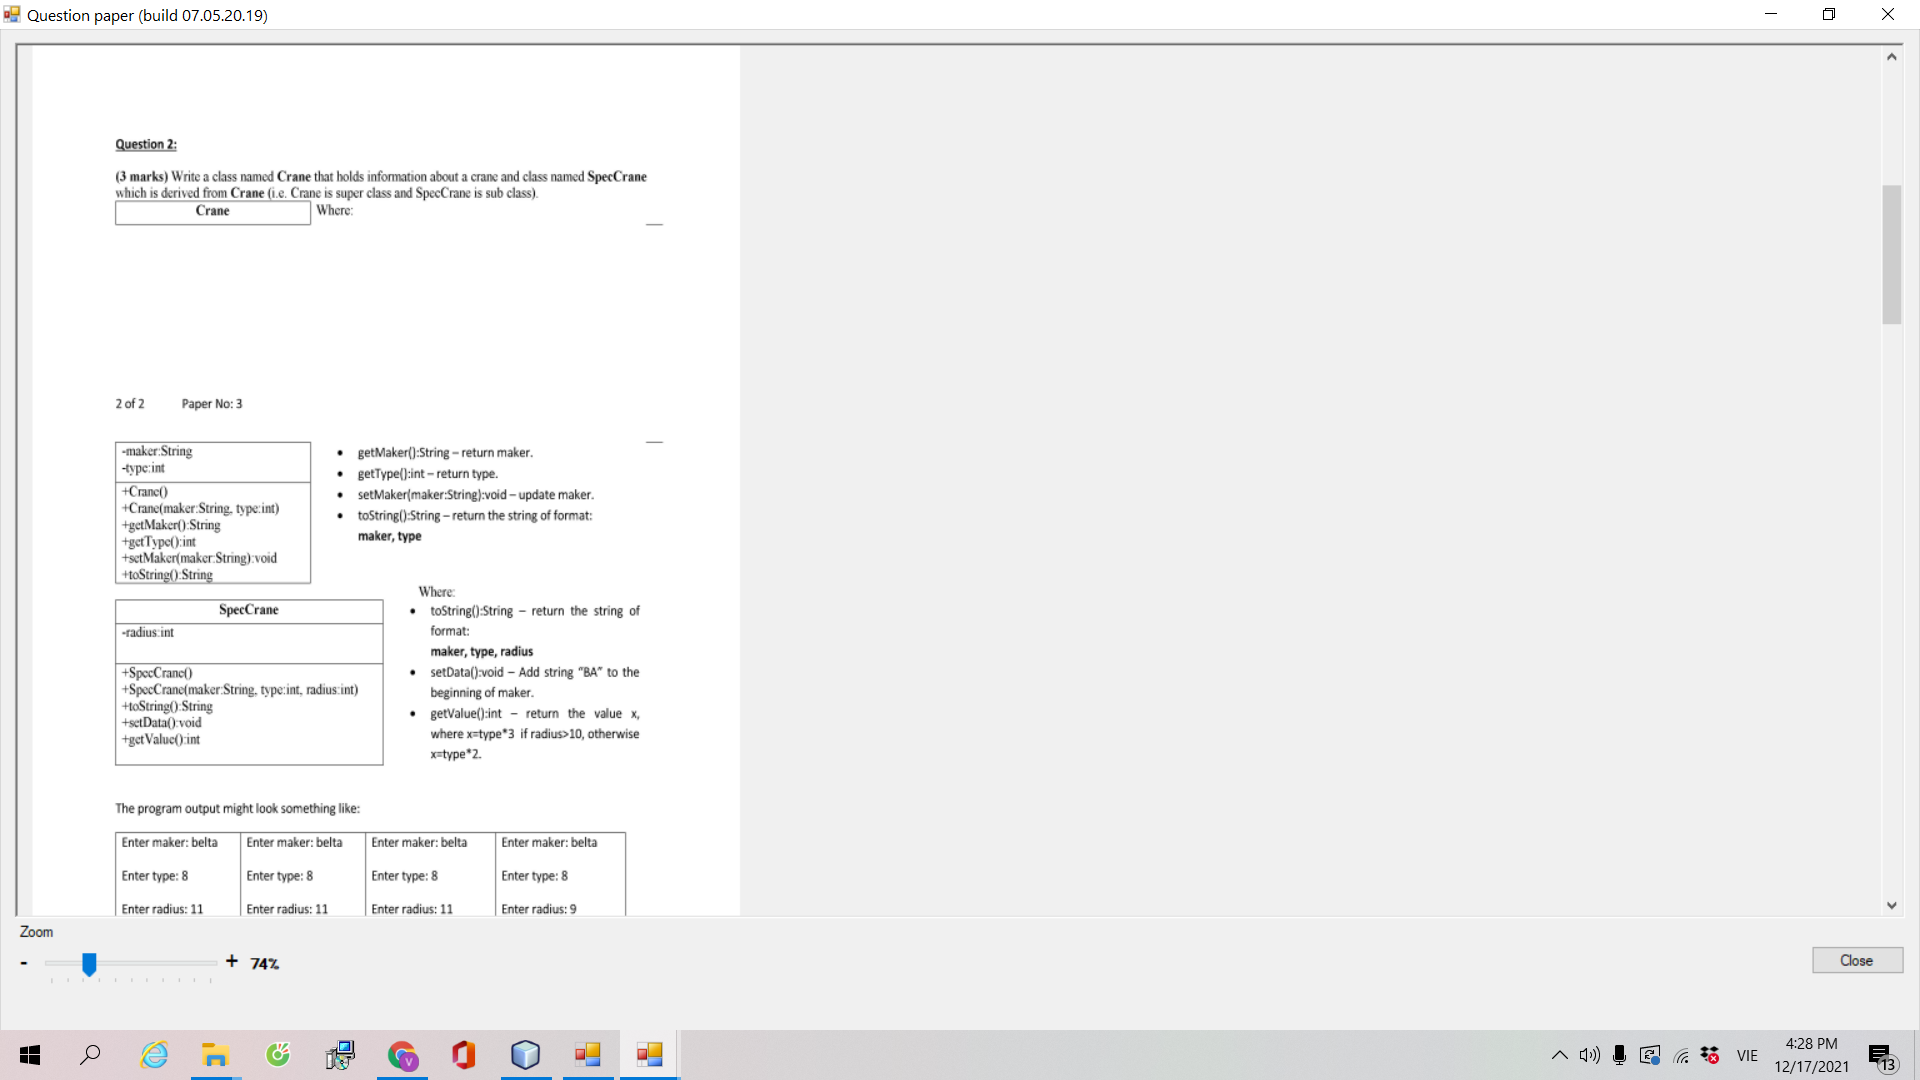 Question paper (build 07.05.20.19)
Question 2:
(3 marks) Write a class named Crane that holds information about a crane and class named SpecCrane
which is derived from Crane (i.e. Crane is super class and SpecCrane is sub class).
Crane
Where:
2 of 2 Paper No: 3
-maker:String
-type:int
+Crane()
+Crane(maker:String, type:int)
+getMaker():String
+getType():int
+setMaker(maker:String):void
+toString():String
• getMaker():String – return maker.
• getType():int – return type.
• setMaker(maker:String):void – update maker.
• toString():String – return the string of format:
maker, type
SpecCrane
-radius:int
+SpecCrane()
+SpecCrane(maker:String, type:int, radius:int)
+toString():String
+setData():void
+getValue():int
Where:
• toString():String – return the string of
format:
maker, type, radius
• setData():void – Add string “BA” to the
beginning of maker.
• getValue():int – return the value x,
where x=type*3 if radius>10, otherwise
x=type*2.
The program output might look something like:
Enter maker: belta Enter maker: belta Enter maker: belta Enter maker: belta
Enter type: 8 Enter type: 8 Enter type: 8 Enter type: 8
Enter radius: 11 Enter radius: 11 Enter radius: 11 Enter radius: 9
Zoom
- + 74%
Close
VIE
4:28 PM
12/17/2021
13